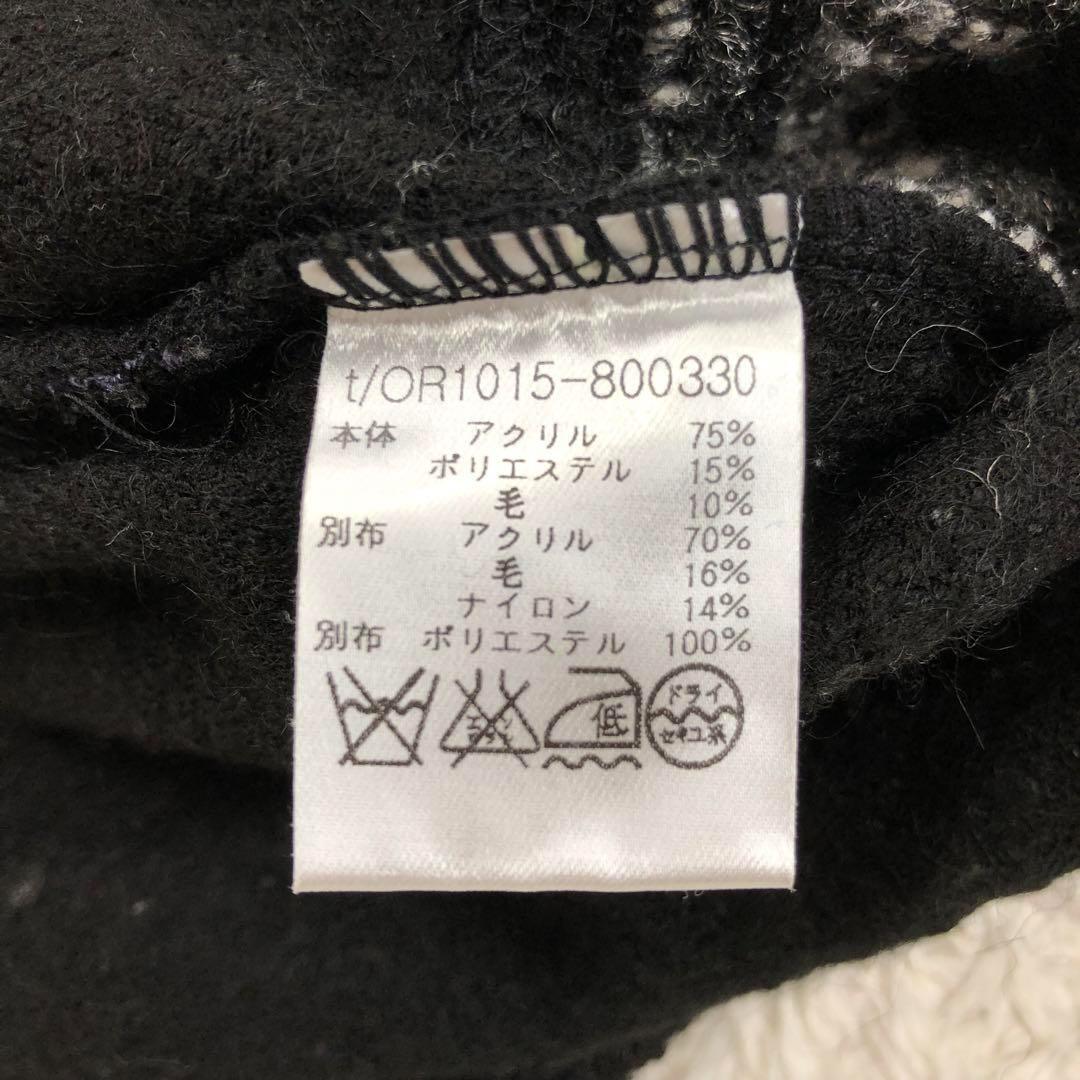 t/OR1015-800330
本体 アクリル 75%
ポリエステル 15%
毛 10%
別布 アクリル 70%
毛 16%
ナイロン 14%
別布 ポリエステル 100%
低 ドライ
セキユ系